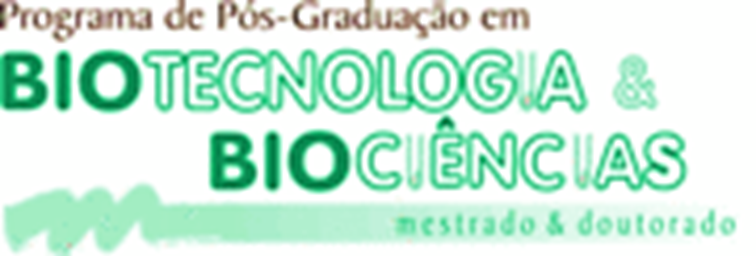 Programa de Pós-Graduação em
BIOTECNOLOGIA &
BIOCIÊNCIAS
mestrado & doutorado